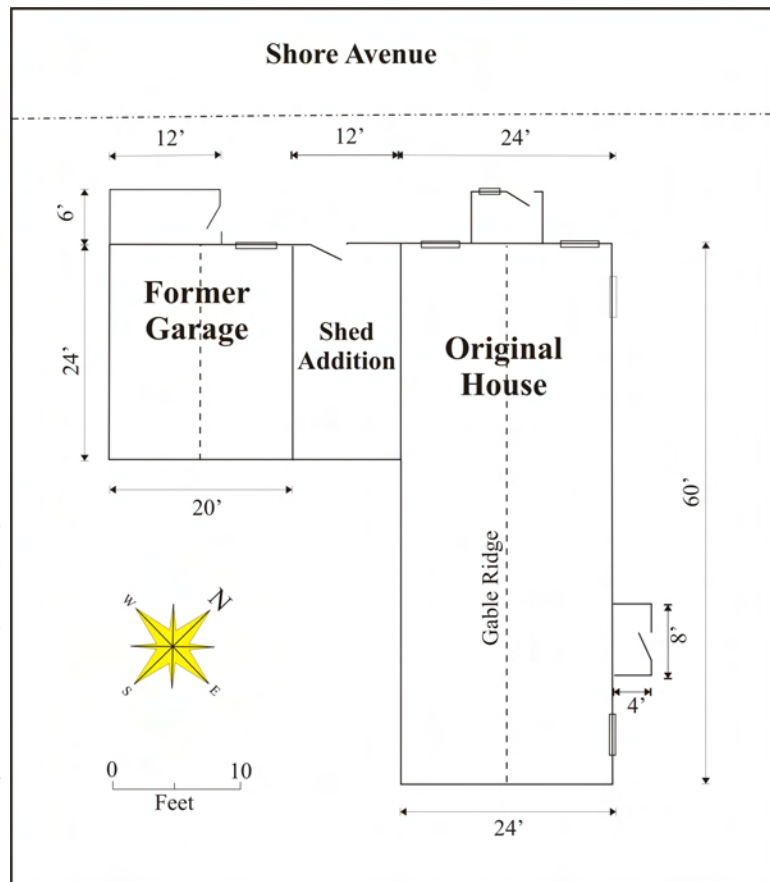 Shore Avenue
12’
12’
24’
6’
Former
Garage
24’
Shed
Addition
Original
House
60’
20’
Gable Ridge
W
N
S
E
8’
4’
0
10
Feet
24’